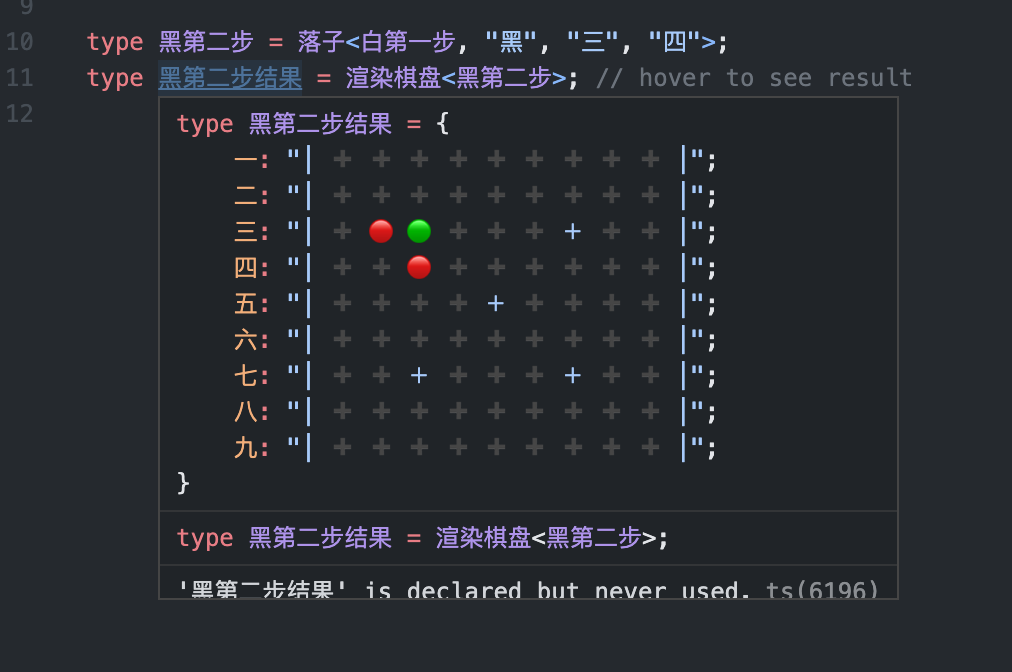 9
10 type 黑第二步 = 落子<白第一步, "黑", "三", "四">;
11 type 黑第二步结果 = 渲染棋盘<黑第二步>; // hover to see result
12
type 黑第二步结果 = {
一: "| ➕ ➕ ➕ ➕ ➕ ➕ ➕ ➕ ➕ |";
二: "| ➕ ➕ ➕ ➕ ➕ ➕ ➕ ➕ ➕ |";
三: "| ➕ 🔴 🟢 ➕ ➕ ➕ + ➕ ➕ |";
四: "| ➕ ➕ 🔴 ➕ ➕ ➕ ➕ ➕ ➕ |";
五: "| ➕ ➕ ➕ ➕ + ➕ ➕ ➕ ➕ |";
六: "| ➕ ➕ ➕ ➕ ➕ ➕ ➕ ➕ ➕ |";
七: "| ➕ ➕ + ➕ ➕ ➕ + ➕ ➕ |";
八: "| ➕ ➕ ➕ ➕ ➕ ➕ ➕ ➕ ➕ |";
九: "| ➕ ➕ ➕ ➕ ➕ ➕ ➕ ➕ ➕ |";
}
type 黑第二步结果 = 渲染棋盘<黑第二步>;
'黑第二步结果' is declared but never used. ts(6196)